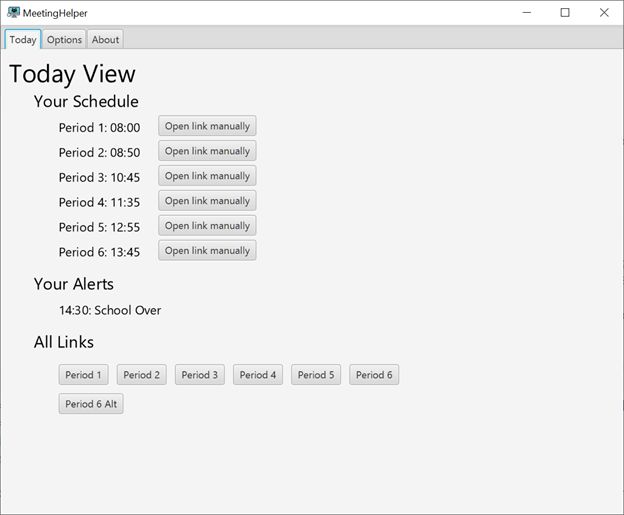 MeetingHelper
Today Options About
Today View
Your Schedule
Period 1: 08:00 Open link manually
Period 2: 08:50 Open link manually
Period 3: 10:45 Open link manually
Period 4: 11:35 Open link manually
Period 5: 12:55 Open link manually
Period 6: 13:45 Open link manually
Your Alerts
14:30: School Over
All Links
Period 1 Period 2 Period 3 Period 4 Period 5 Period 6
Period 6 Alt